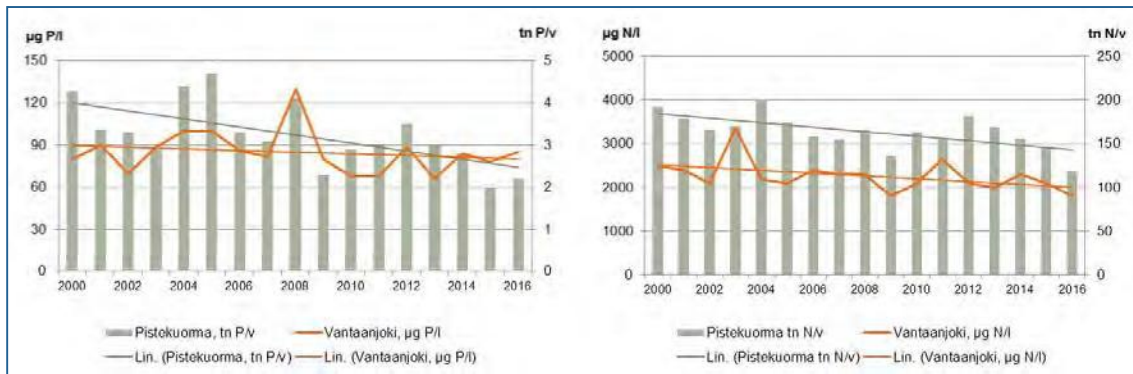 µg P/l tn P/v
150 5
120 4
90 3
60 2
30 1
0 0
2000 2002 2004 2006 2008 2010 2012 2014 2016
Pistekuorma, tn P/v Vantaanjoki, µg P/l
Lin. (Pistekuorma, tn P/v) Lin. (Vantaanjoki, µg P/l)
µg N/l tn N/v
5000 250
4000 200
3000 150
2000 100
1000 50
0 0
2000 2002 2004 2006 2008 2010 2012 2014 2016
Pistekuorma tn N/v Vantaanjoki, µg N/l
Lin. (Pistekuorma tn N/v) Lin. (Vantaanjoki, µg N/l)